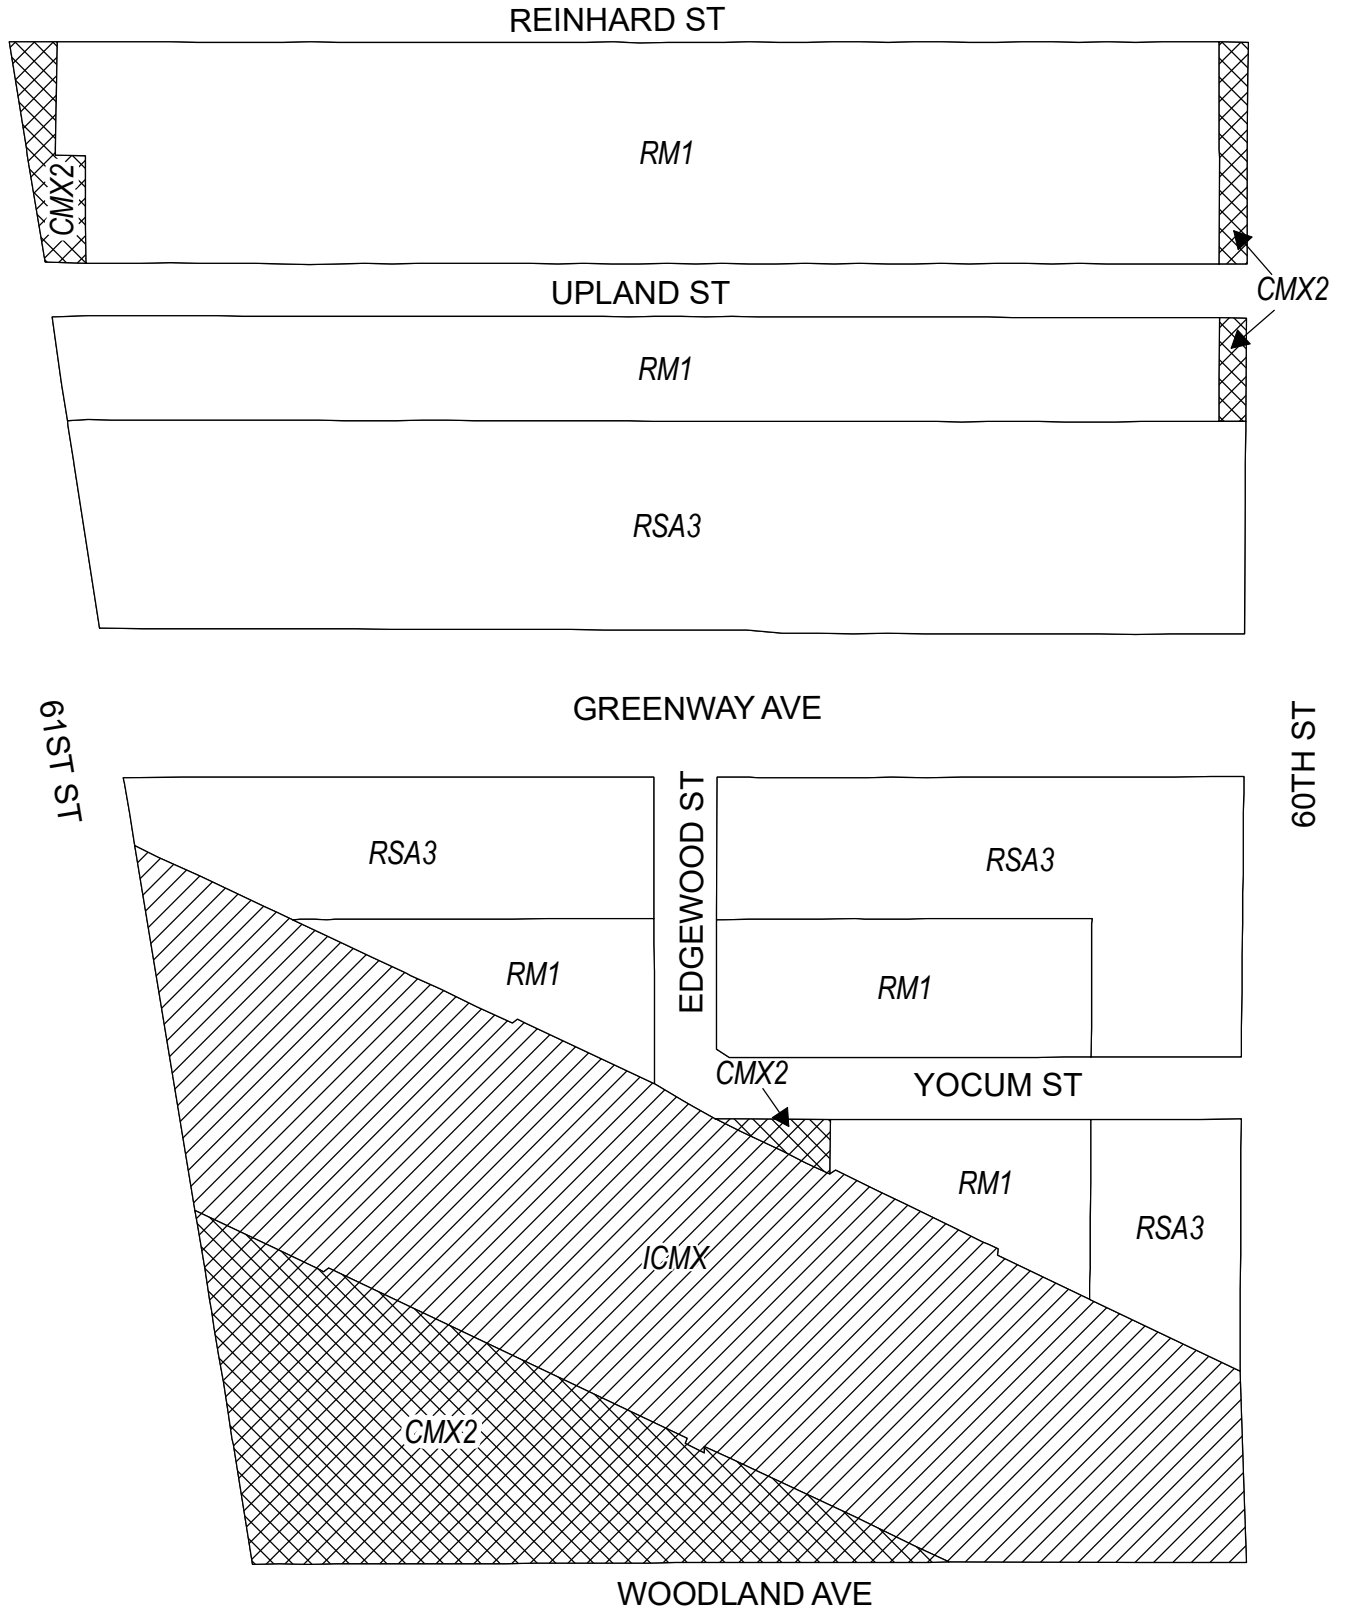 REINHARD ST
RM1
CMX2
UPLAND ST
CMX2
RM1
RSA3
GREENWAY AVE
61ST ST
60TH ST
EDGEWOOD ST
RSA3
RSA3
RM1
RM1
CMX2
YOCUM ST
RM1
RSA3
ICMX
CMX2
WOODLAND AVE